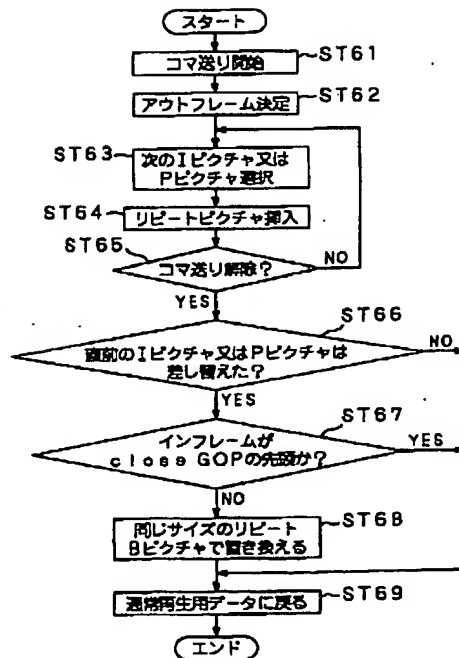 スタート
コマ送り開始
ST61
アウトフレーム決定
ST62
ST63
次のIピクチャ又は
Pピクチャ選択
ST64
リピートピクチャ挿入
ST65
コマ送り解除?
NO
YES
ST66
直前のIピクチャ又はPピクチャは
差し替えた?
NO
YES
ST67
インフレームが
close GOPの先頭か?
YES
NO
同じサイズのリピート
Bピクチャで置き換える
ST68
通常再生用データに戻る
ST69
エンド